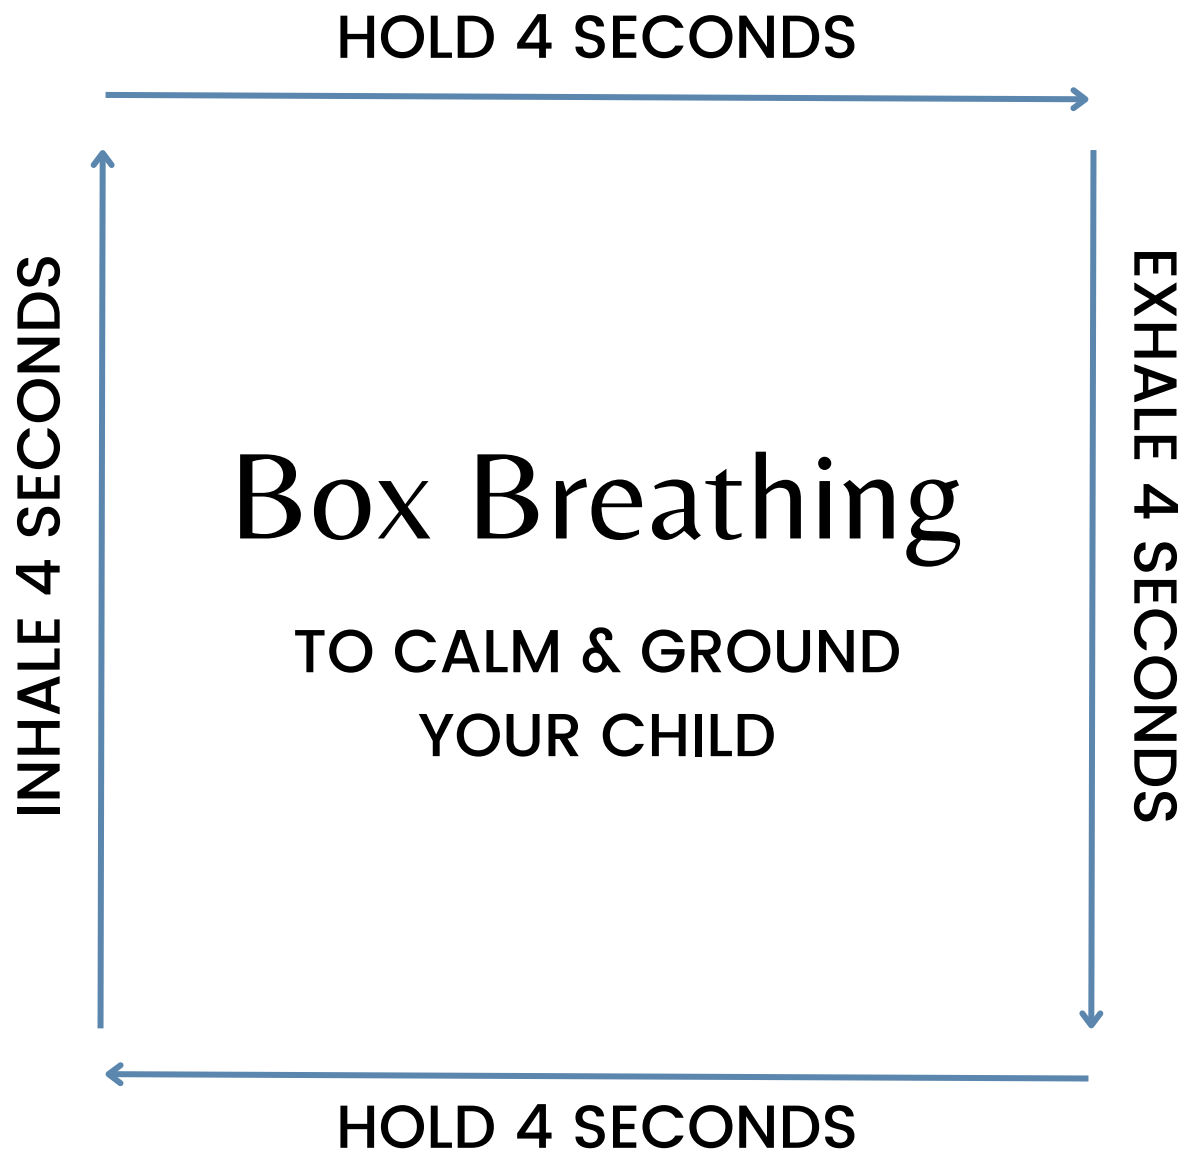 HOLD 4 SECONDS
INHALE 4 SECONDS
EXHALE 4 SECONDS
Box Breathing
TO CALM & GROUND
YOUR CHILD
HOLD 4 SECONDS